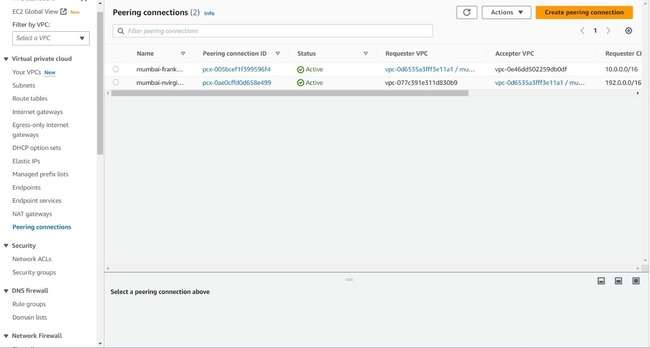 EC2 Global View New
Filter by VPC:
Select a VPC
Virtual private cloud
Your VPCs New
Subnets
Route tables
Internet gateways
Egress-only internet
gateways
DHCP option sets
Elastic IPs
Managed prefix lists
Endpoints
Endpoint services
NAT gateways
Peering connections
Security
Network ACLs
Security groups
DNS firewall
Rule groups
Domain lists
Network Firewall
Peering connections (2) Info
Actions
Create peering connection
Filter peering connections
1
Name Peering connection ID Status Requester VPC Accepter VPC Requester CI
mumbai-frank... pcx-005bcef1f399596f4 Active vpc-0d6535a3fff3e11a1 / mu... vpc-0e46dd502259db0df 10.0.0.0/16
mumbai-nvirgi... pcx-0ae0cffd0d658e499 Active vpc-077c391e311d830b9 vpc-0d6535a3fff3e11a1 / mu... 192.0.0.0/16
Select a peering connection above